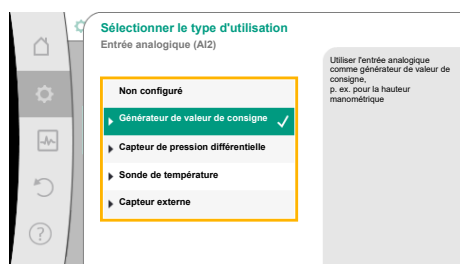 Sélectionner le type d'utilisation
Entrée analogique (AI2)
Non configuré
Générateur de valeur de consigne
Capteur de pression différentielle
Sonde de température
Capteur externe
Utiliser l'entrée analogique
comme générateur de valeur de
consigne,
p. ex. pour la hauteur
manométrique
?